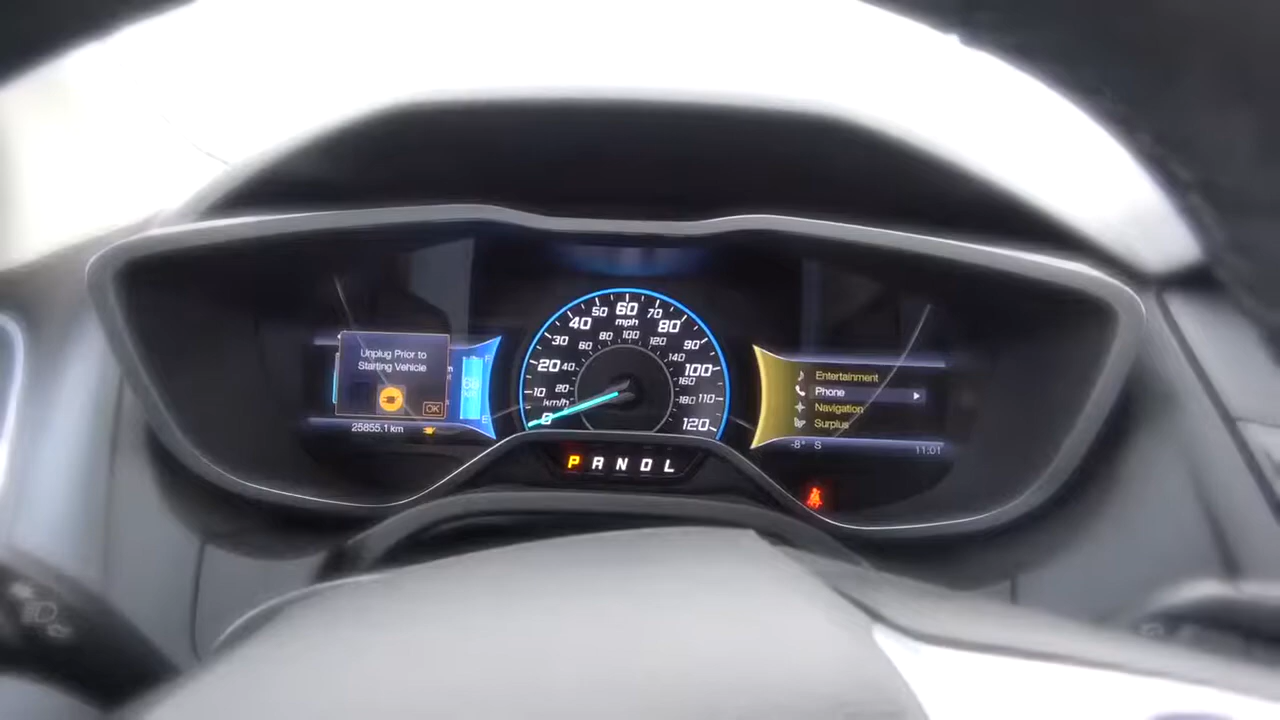 Unplug Prior to
Starting Vehicle
OK
F
E
25855.1 km
0 10 20 30 40 50 60 70 80 90 100 110 120
mph
20 40 60 80 100 120 140 160 180
km/h
P R N D L
Entertainment
Phone
Navigation
Surplus
-8° S
11:01